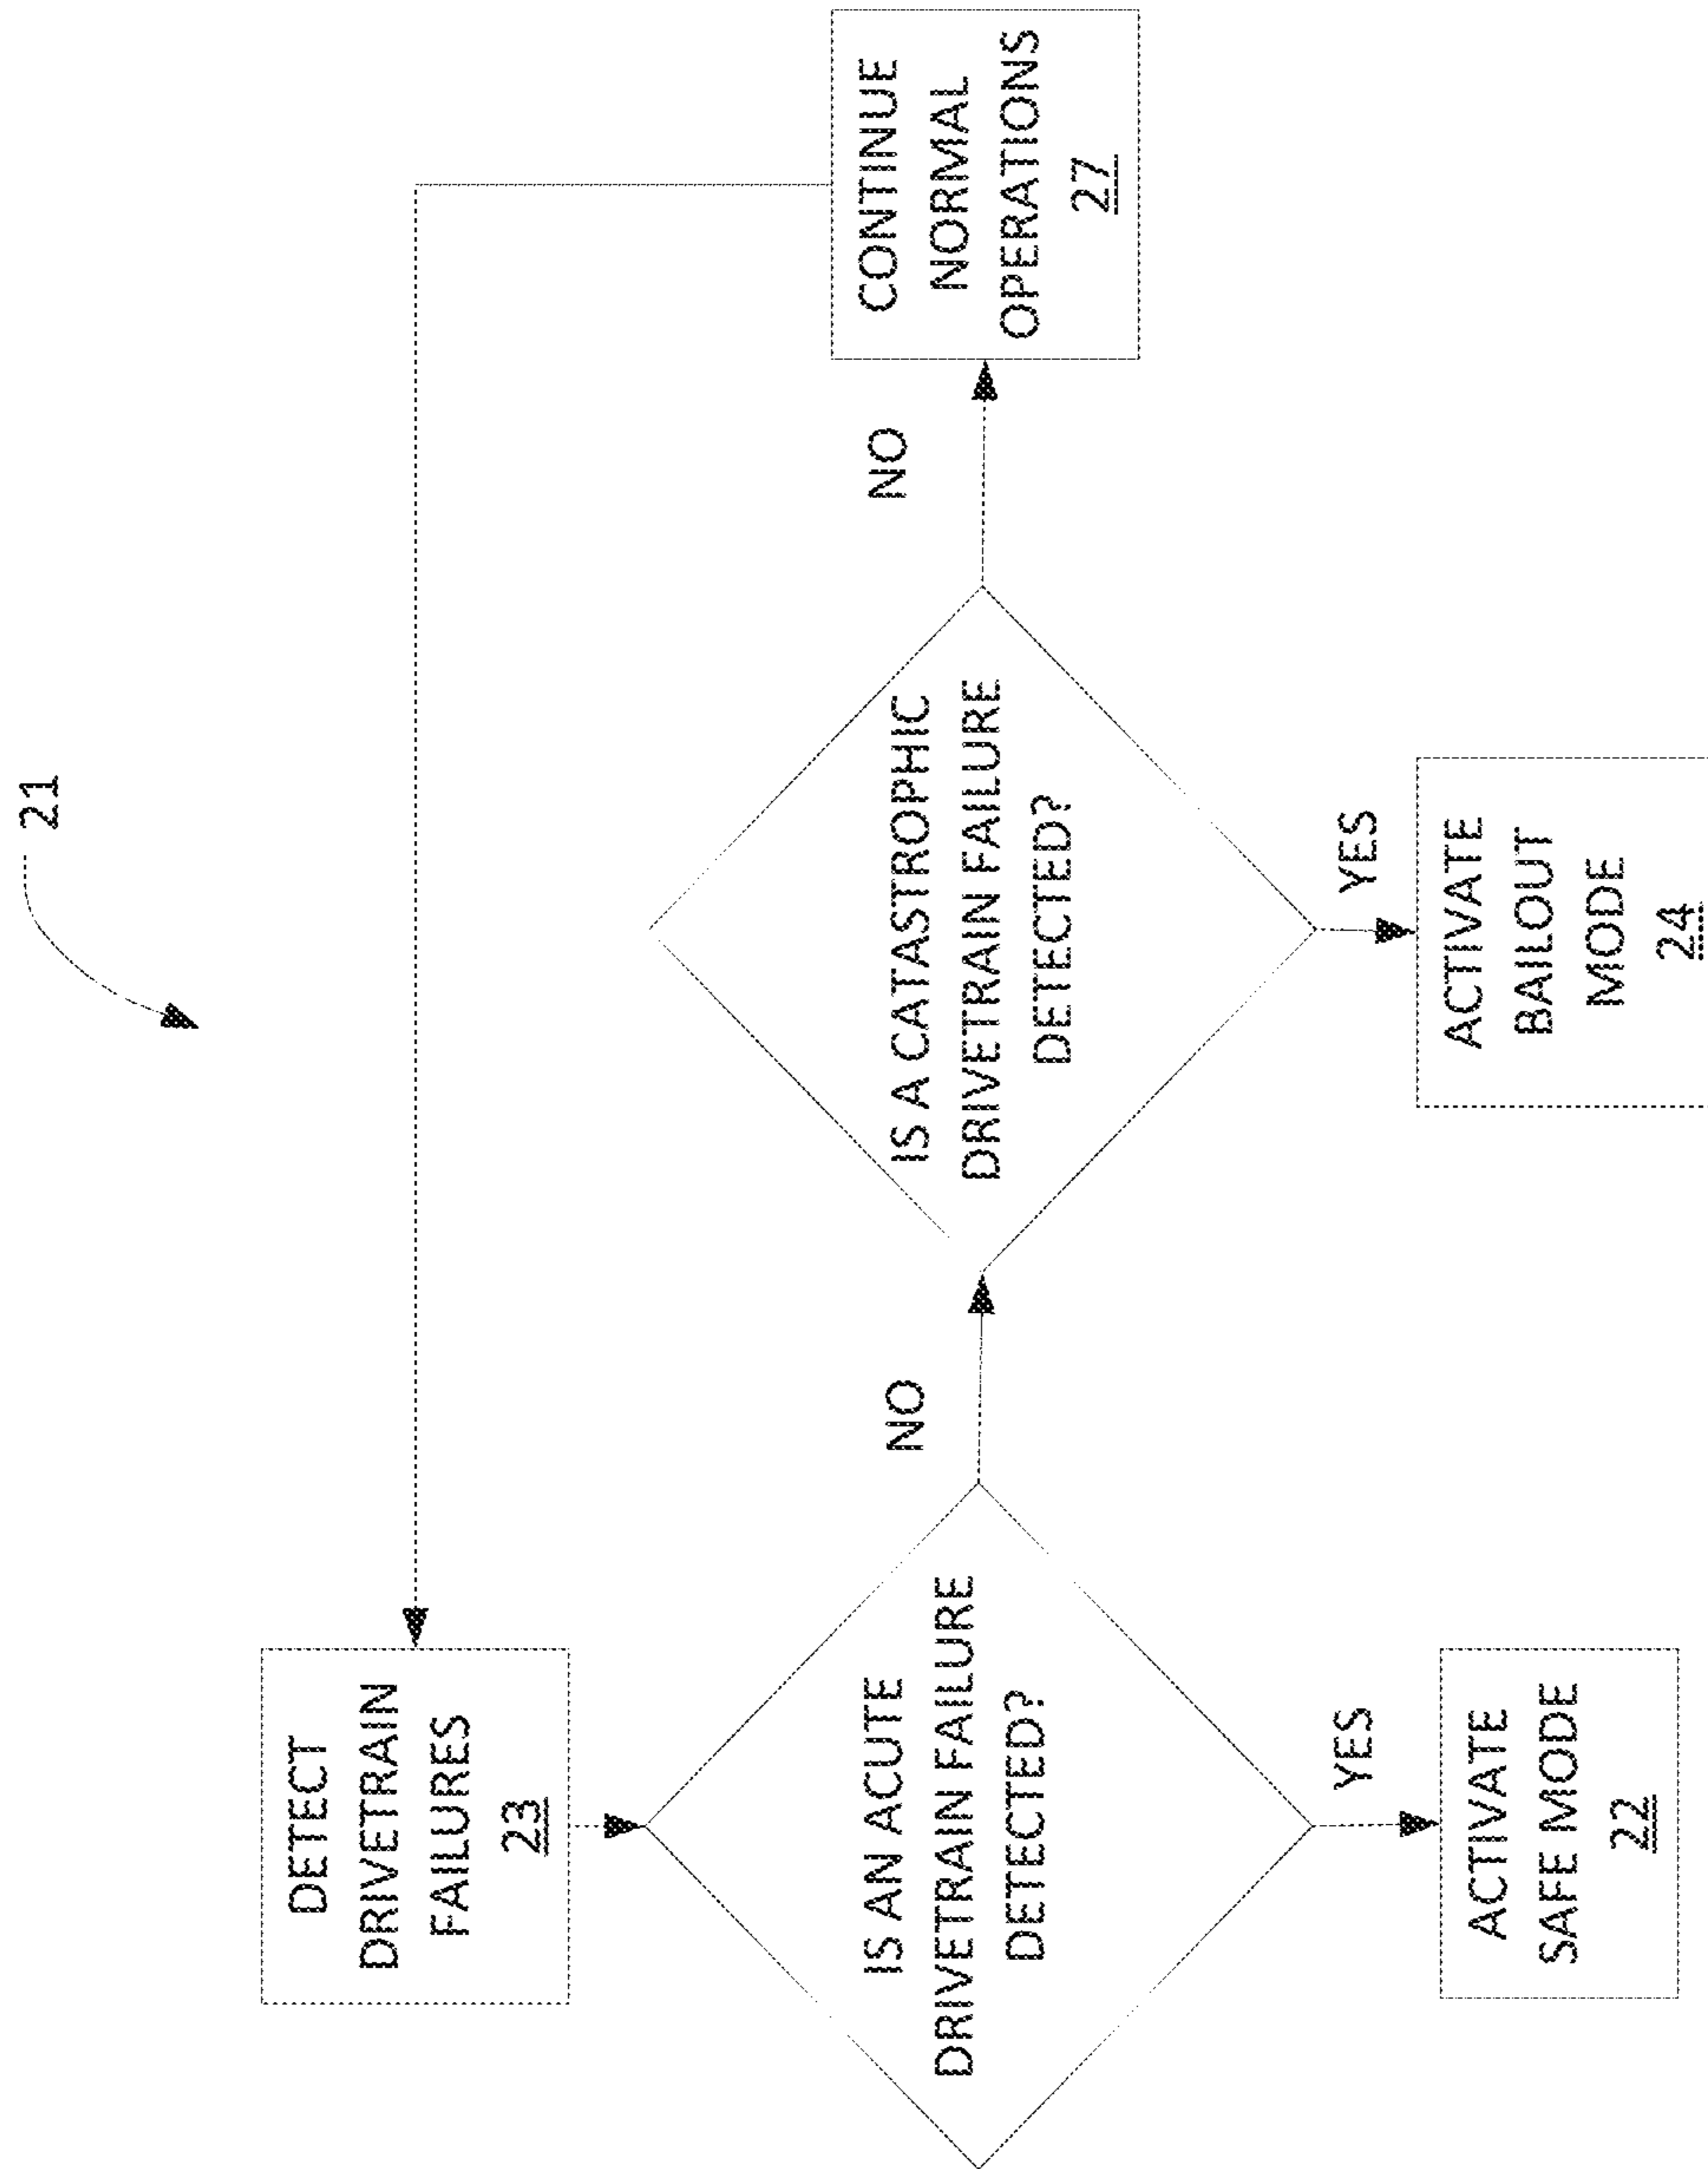 21
DETECT
DRIVETRAIN
FAILURES
23
IS AN ACUTE
DRIVETRAIN FAILURE
DETECTED?
NO
YES
ACTIVATE
SAFE MODE
22
IS A CATASTROPHIC
DRIVETRAIN FAILURE
DETECTED?
NO
YES
ACTIVATE
BAILOUT
MODE
24
CONTINUE
NORMAL
OPERATIONS
27